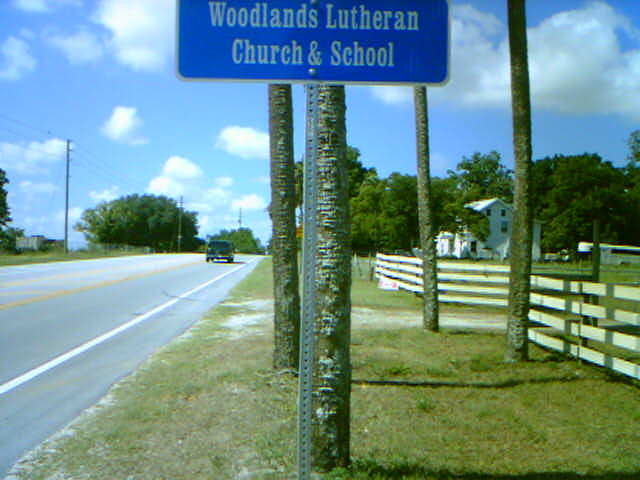 Woodlands Lutheran
Church & School